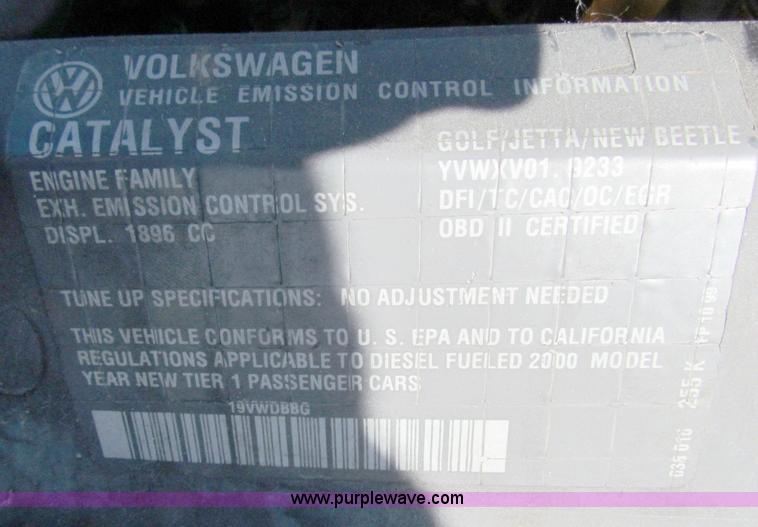 VOLKSWAGEN
VEHICLE EMISSION CONTROL INFORMATION
CATALYST GOLF/JETTA/NEW BEETLE
ENGINE FAMILY YVWXV01.9233
EXH. EMISSION CONTROL SYS. DFI/TC/CAC/OC/EGR
DISPL. 1896 CC OBD II CERTIFIED
TUNE UP SPECIFICATIONS: NO ADJUSTMENT NEEDED
THIS VEHICLE CONFORMS TO U. S. EPA AND TO CALIFORNIA
REGULATIONS APPLICABLE TO DIESEL FUELED 2000 MODEL
YEAR NEW TIER 1 PASSENGER CARS
19VWDBBG
038 010 255 K
www.purplewave.com